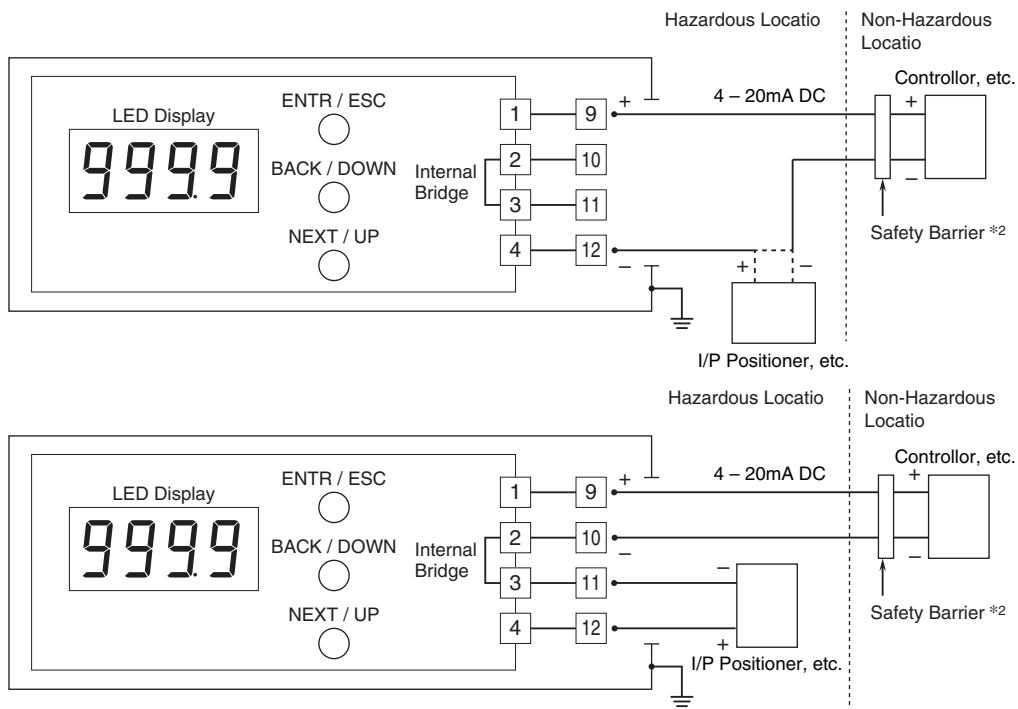 Hazardous Locatio
Non-Hazardous
Locatio
Controllor, etc.
4 – 20mA DC
ENTR / ESC
LED Display
999.9
BACK / DOWN
NEXT / UP
Internal
Bridge
1
2
3
4
9
10
11
12
+
–
+
–
+
–
Safety Barrier *2
I/P Positioner, etc.
Hazardous Locatio
Non-Hazardous
Locatio
Controllor, etc.
4 – 20mA DC
ENTR / ESC
LED Display
999.9
BACK / DOWN
NEXT / UP
Internal
Bridge
1
2
3
4
9
10
11
12
+
–
–
+
+
–
Safety Barrier *2
I/P Positioner, etc.